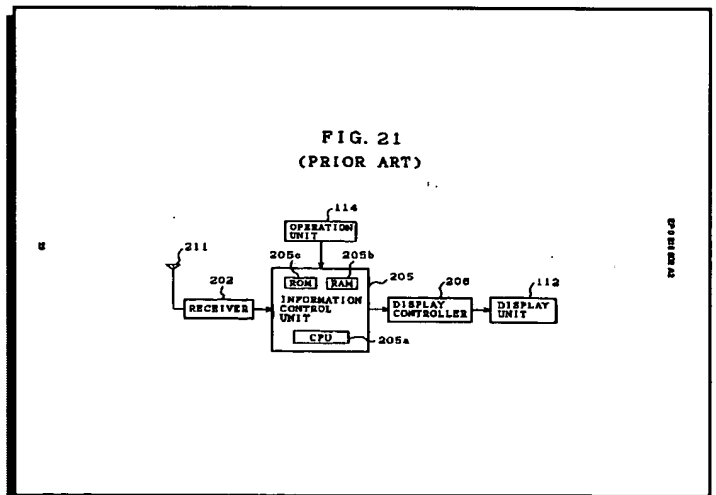 FIG. 21
(PRIOR ART)
114
OPERATION
UNIT
211
205c
205b
205
202
206
112
ROM
RAM
RECEIVER
INFORMATION
CONTROL
UNIT
DISPLAY
CONTROLLER
DISPLAY
UNIT
CPU
205a